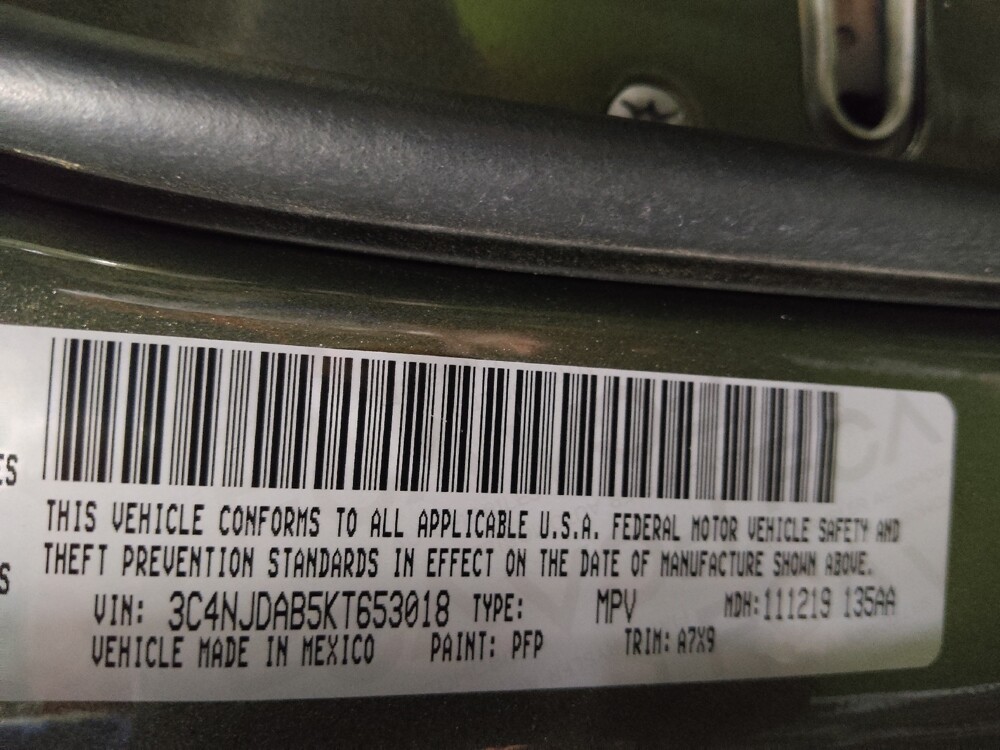 ES
THIS VEHICLE CONFORMS TO ALL APPLICABLE U.S.A. FEDERAL MOTOR VEHICLE SAFETY AND
S
THEFT PREVENTION STANDARDS IN EFFECT ON THE DATE OF MANUFACTURE SHOWN ABOVE.
VIN: 3C4NJDAB5KT653018 TYPE: MPV MDH:111219 135AA
VEHICLE MADE IN MEXICO PAINT: PFP TRIM: A7X9